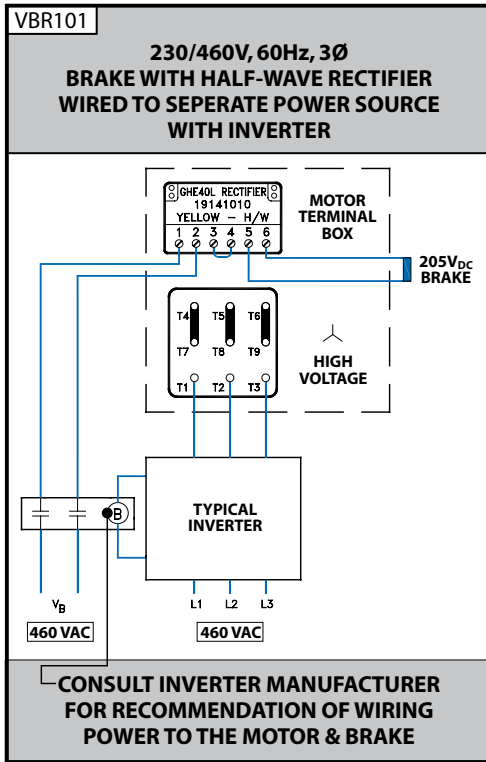 VBR101
230/460V, 60Hz, 3Ø
BRAKE WITH HALF-WAVE RECTIFIER
WIRED TO SEPERATE POWER SOURCE
WITH INVERTER
GHE40L RECTIFIER
19141010
YELLOW - H/W
1 2 3 4 5 6
MOTOR
TERMINAL
BOX
205VDC
BRAKE
T4 T5 T6
T7 T8 T9
T1 T2 T3
HIGH
VOLTAGE
TYPICAL
INVERTER
B
VB
L1 L2 L3
460 VAC
460 VAC
CONSULT INVERTER MANUFACTURER
FOR RECOMMENDATION OF WIRING
POWER TO THE MOTOR & BRAKE